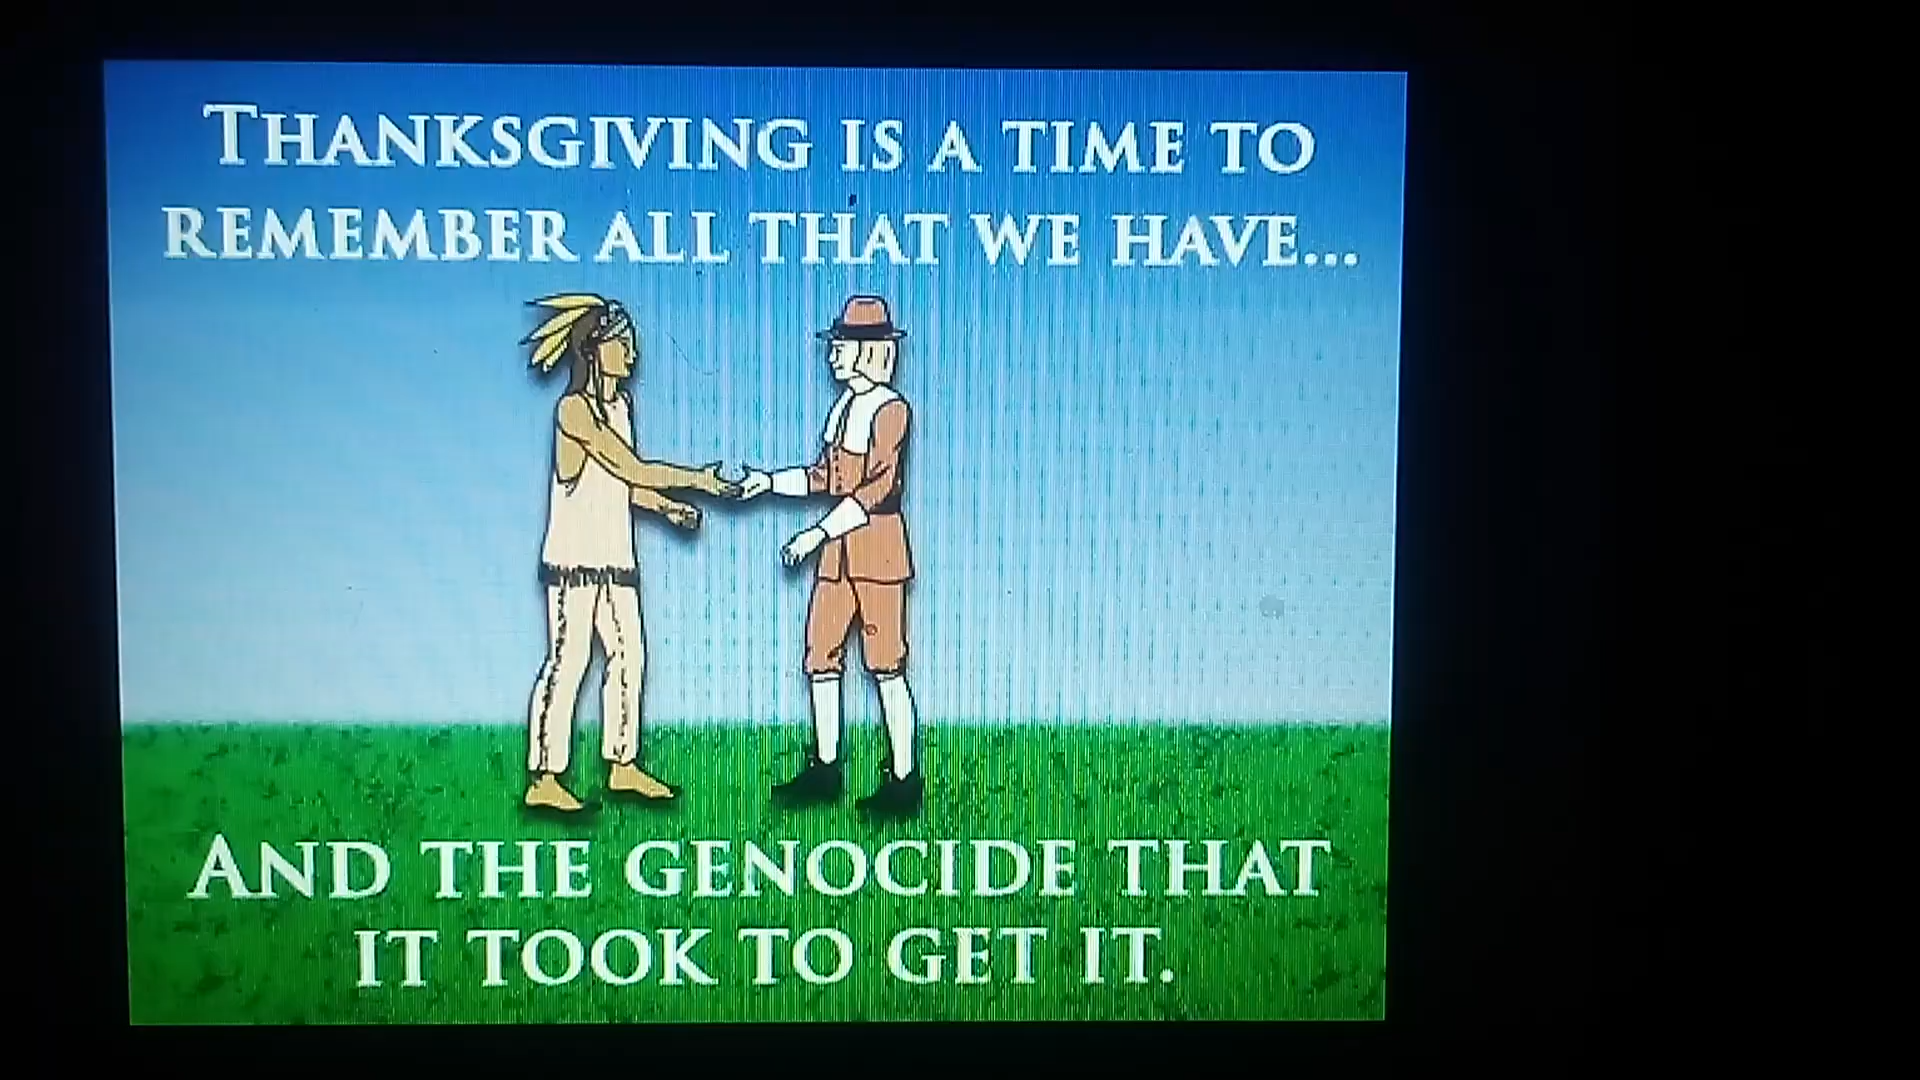 Thanksgiving is a time to
remember all that we have...
And the genocide that
it took to get it.